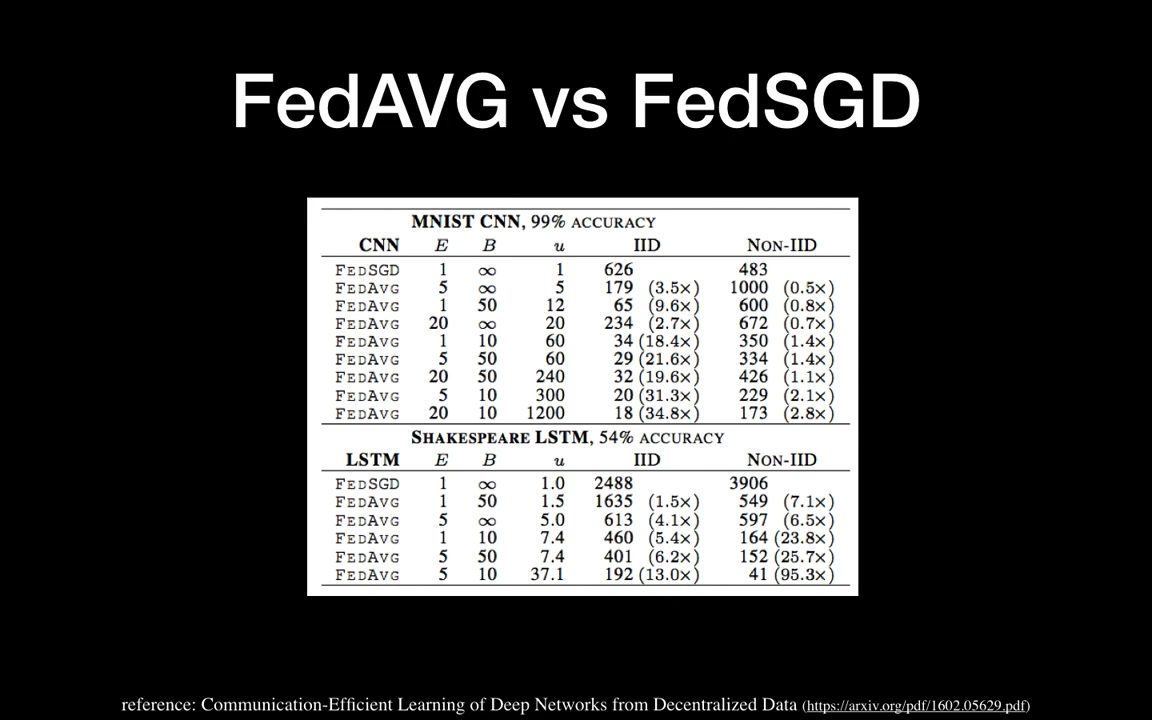 FedAVG vs FedSGD
MNIST CNN, 99% ACCURACY
CNN E B u IID NON-IID
FEDSGD 1 ∞ 1 626 483
FEDAVG 5 ∞ 5 179 (3.5×) 1000 (0.5×)
FEDAVG 1 50 12 65 (9.6×) 600 (0.8×)
FEDAVG 20 ∞ 20 234 (2.7×) 672 (0.7×)
FEDAVG 1 10 60 34 (18.4×) 350 (1.4×)
FEDAVG 5 50 60 29 (21.6×) 334 (1.4×)
FEDAVG 20 50 240 32 (19.6×) 426 (1.1×)
FEDAVG 5 10 300 20 (31.3×) 229 (2.1×)
FEDAVG 20 10 1200 18 (34.8×) 173 (2.8×)
SHAKESPEARE LSTM, 54% ACCURACY
LSTM E B u IID NON-IID
FEDSGD 1 ∞ 1.0 2488 3906
FEDAVG 1 50 1.5 1635 (1.5×) 549 (7.1×)
FEDAVG 5 ∞ 5.0 613 (4.1×) 597 (6.5×)
FEDAVG 1 10 7.4 460 (5.4×) 164 (23.8×)
FEDAVG 5 50 7.4 401 (6.2×) 152 (25.7×)
FEDAVG 5 10 37.1 192 (13.0×) 41 (95.3×)
reference: Communication-Efficient Learning of Deep Networks from Decentralized Data (https://arxiv.org/pdf/1602.05629.pdf)